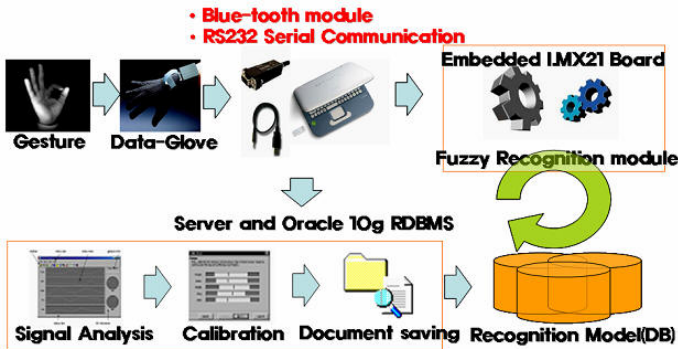 • Blue-tooth module
• RS232 Serial Communication
Embedded I.MX21 Board
Gesture
Data-Glove
Fuzzy Recognition module
Server and Oracle 10g RDBMS
Signal Analysis
Calibration
Document saving
Recognition Model(DB)